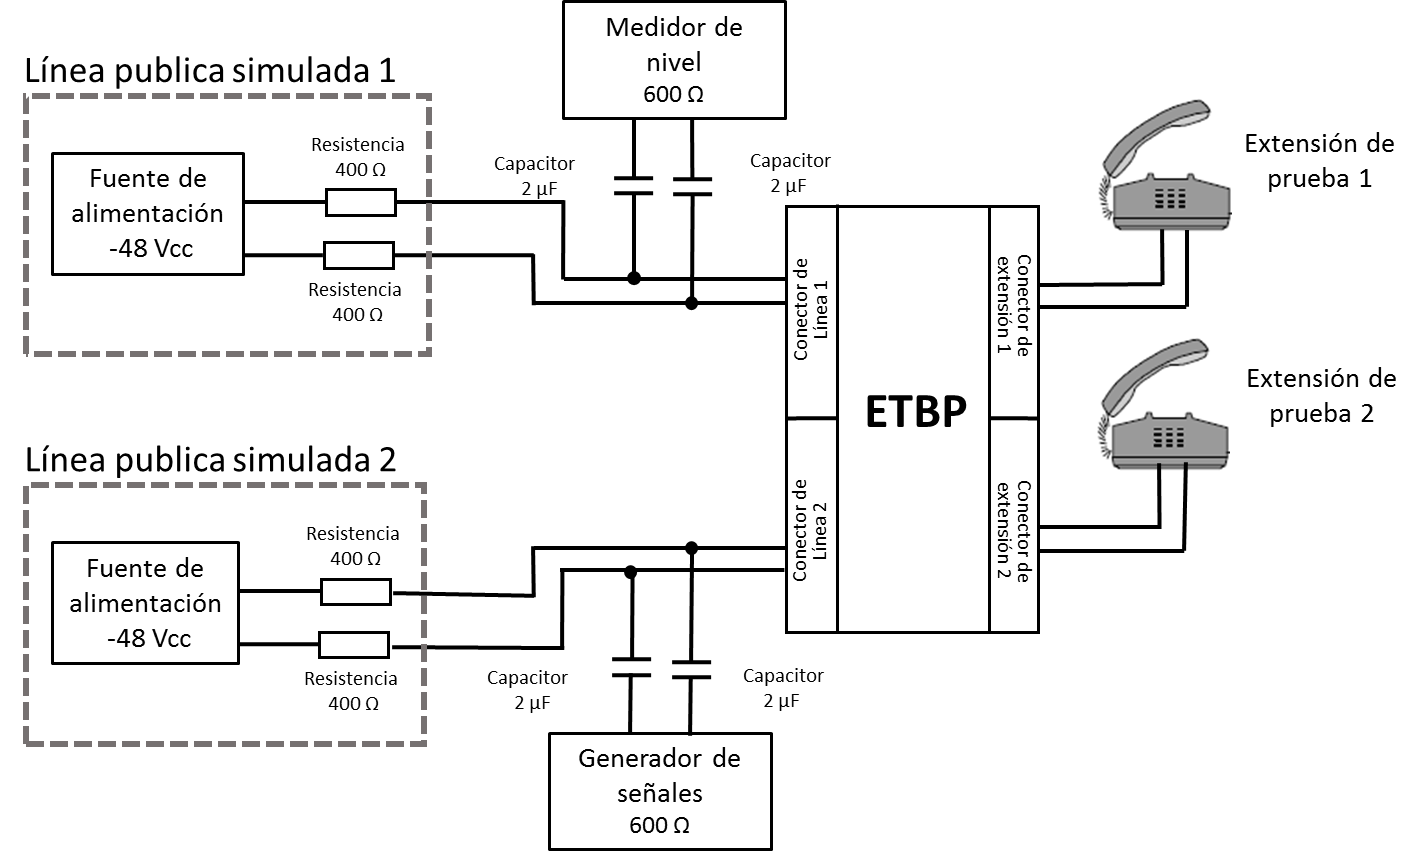 Medidor de
nivel
600 Ω
Línea publica simulada 1
Resistencia
400 Ω
Capacitor
2 µF
Capacitor
2 µF
Fuente de
alimentación
-48 Vcc
Resistencia
400 Ω
Extensión de
prueba 1
Conector de
Línea 1
Conector de
extensión 1
ETBP
Extensión de
prueba 2
Línea publica simulada 2
Resistencia
400 Ω
Conector de
Línea 2
Conector de
extensión 2
Fuente de
alimentación
-48 Vcc
Resistencia
400 Ω
Capacitor
2 µF
Capacitor
2 µF
Generador de
señales
600 Ω